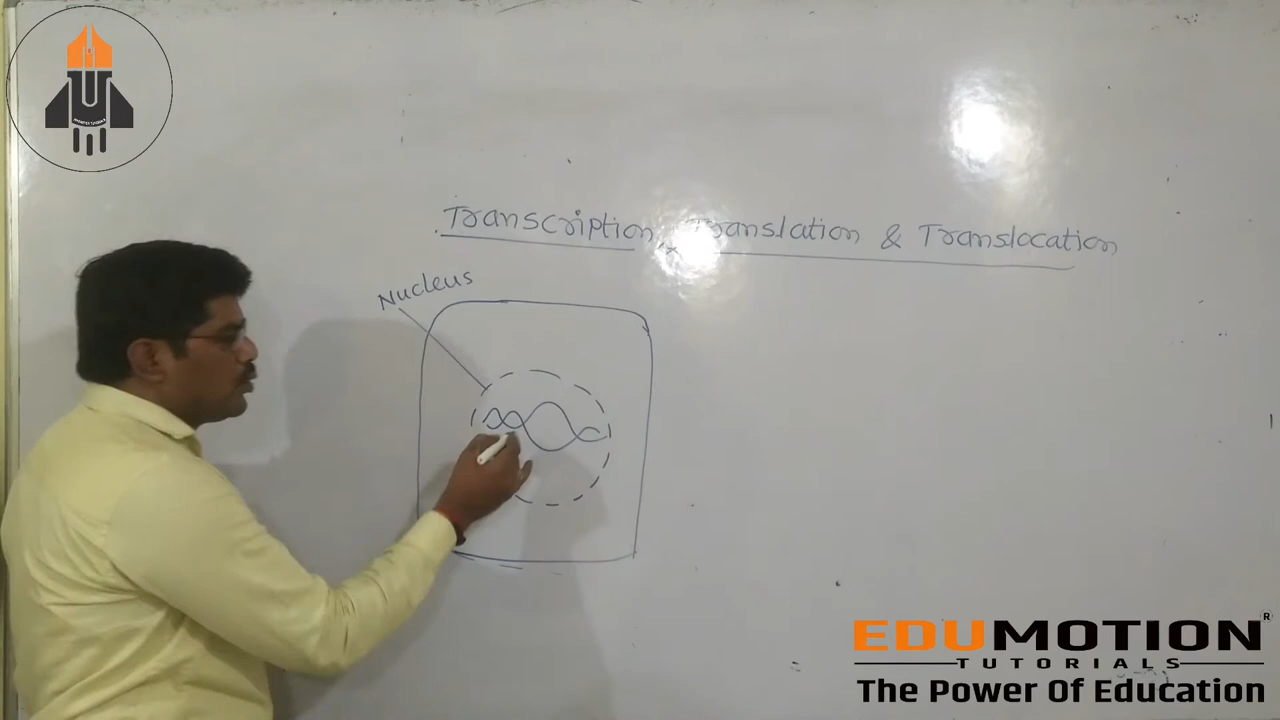 Transcription, Translation & Translocation
Nucleus
EDUMOTION®
TUTORIALS
The Power Of Education